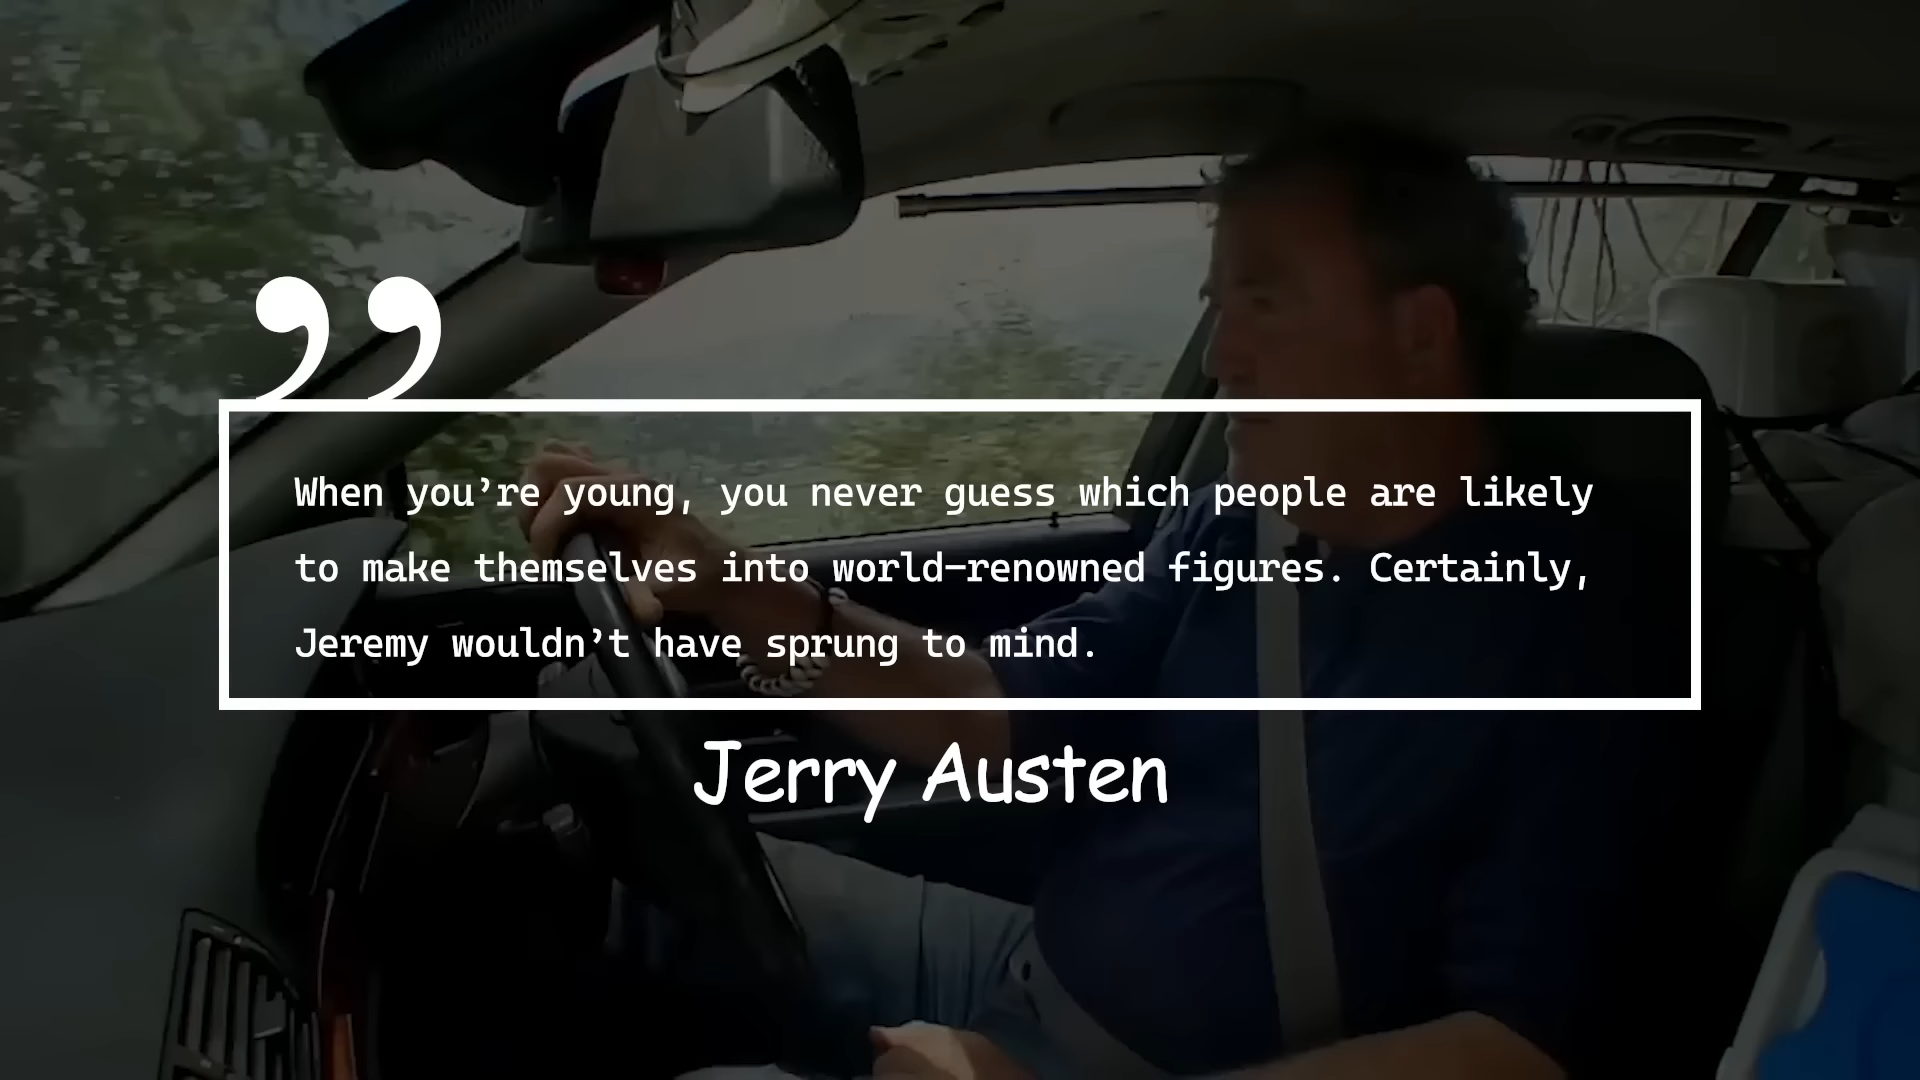 ”
When you’re young, you never guess which people are likely
to make themselves into world–renowned figures. Certainly,
Jeremy wouldn’t have sprung to mind.
Jerry Austen